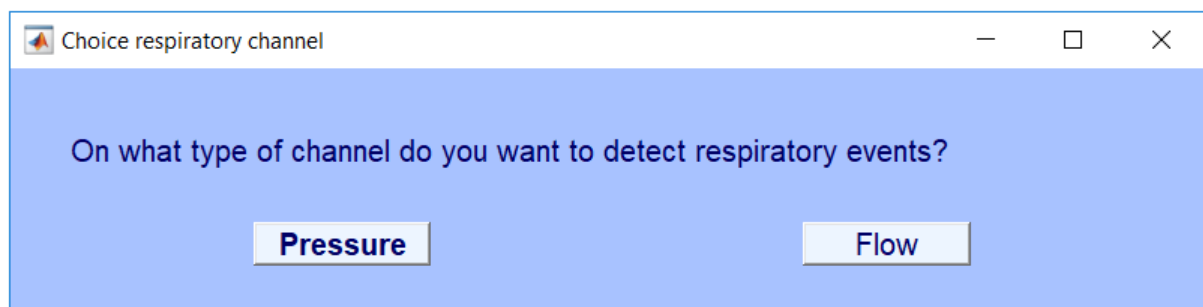 Choice respiratory channel
On what type of channel do you want to detect respiratory events?
Pressure Flow